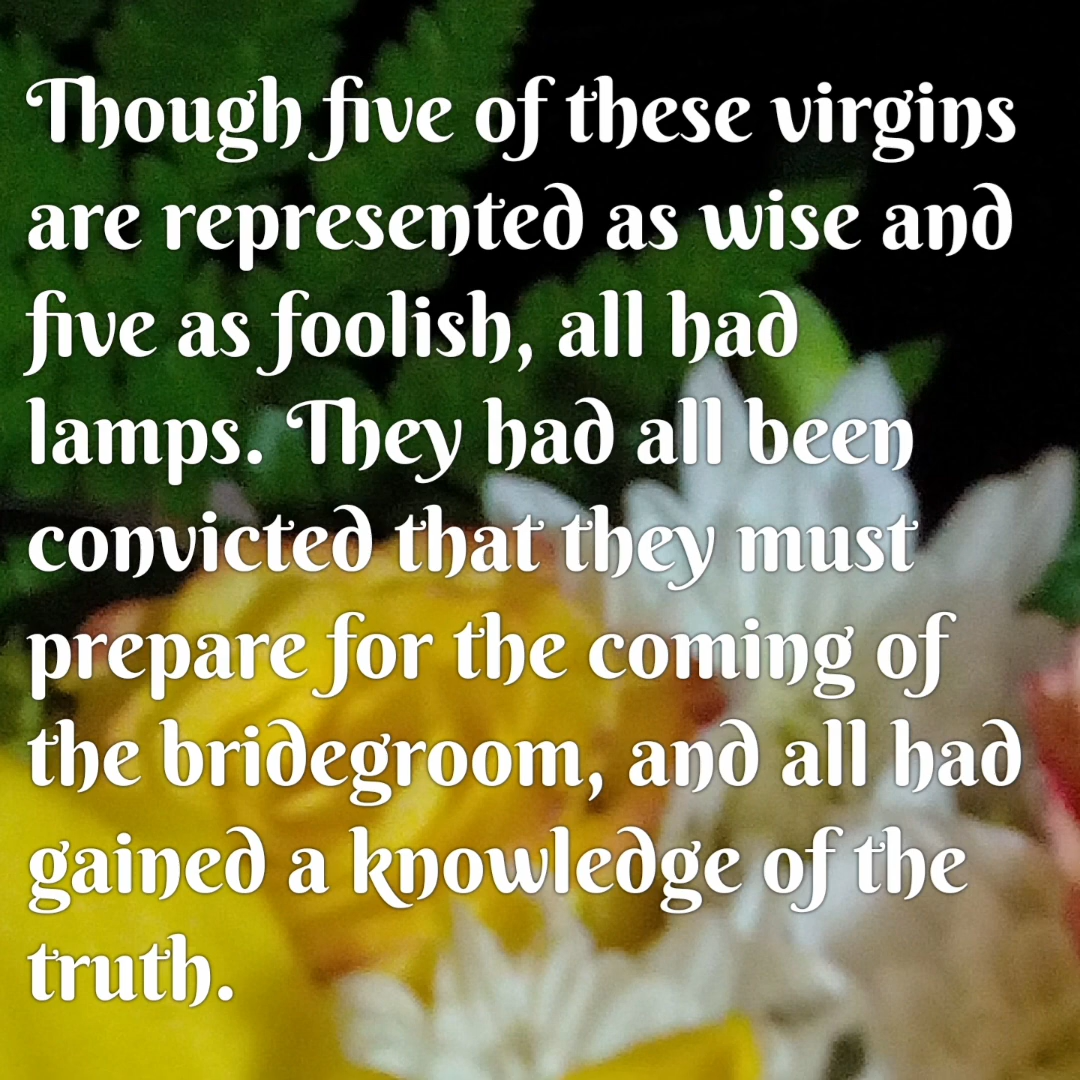 Though five of these virgins
are represented as wise and
five as foolish, all had
lamps. They had all been
convicted that they must
prepare for the coming of
the bridegroom, and all had
gained a knowledge of the
truth.